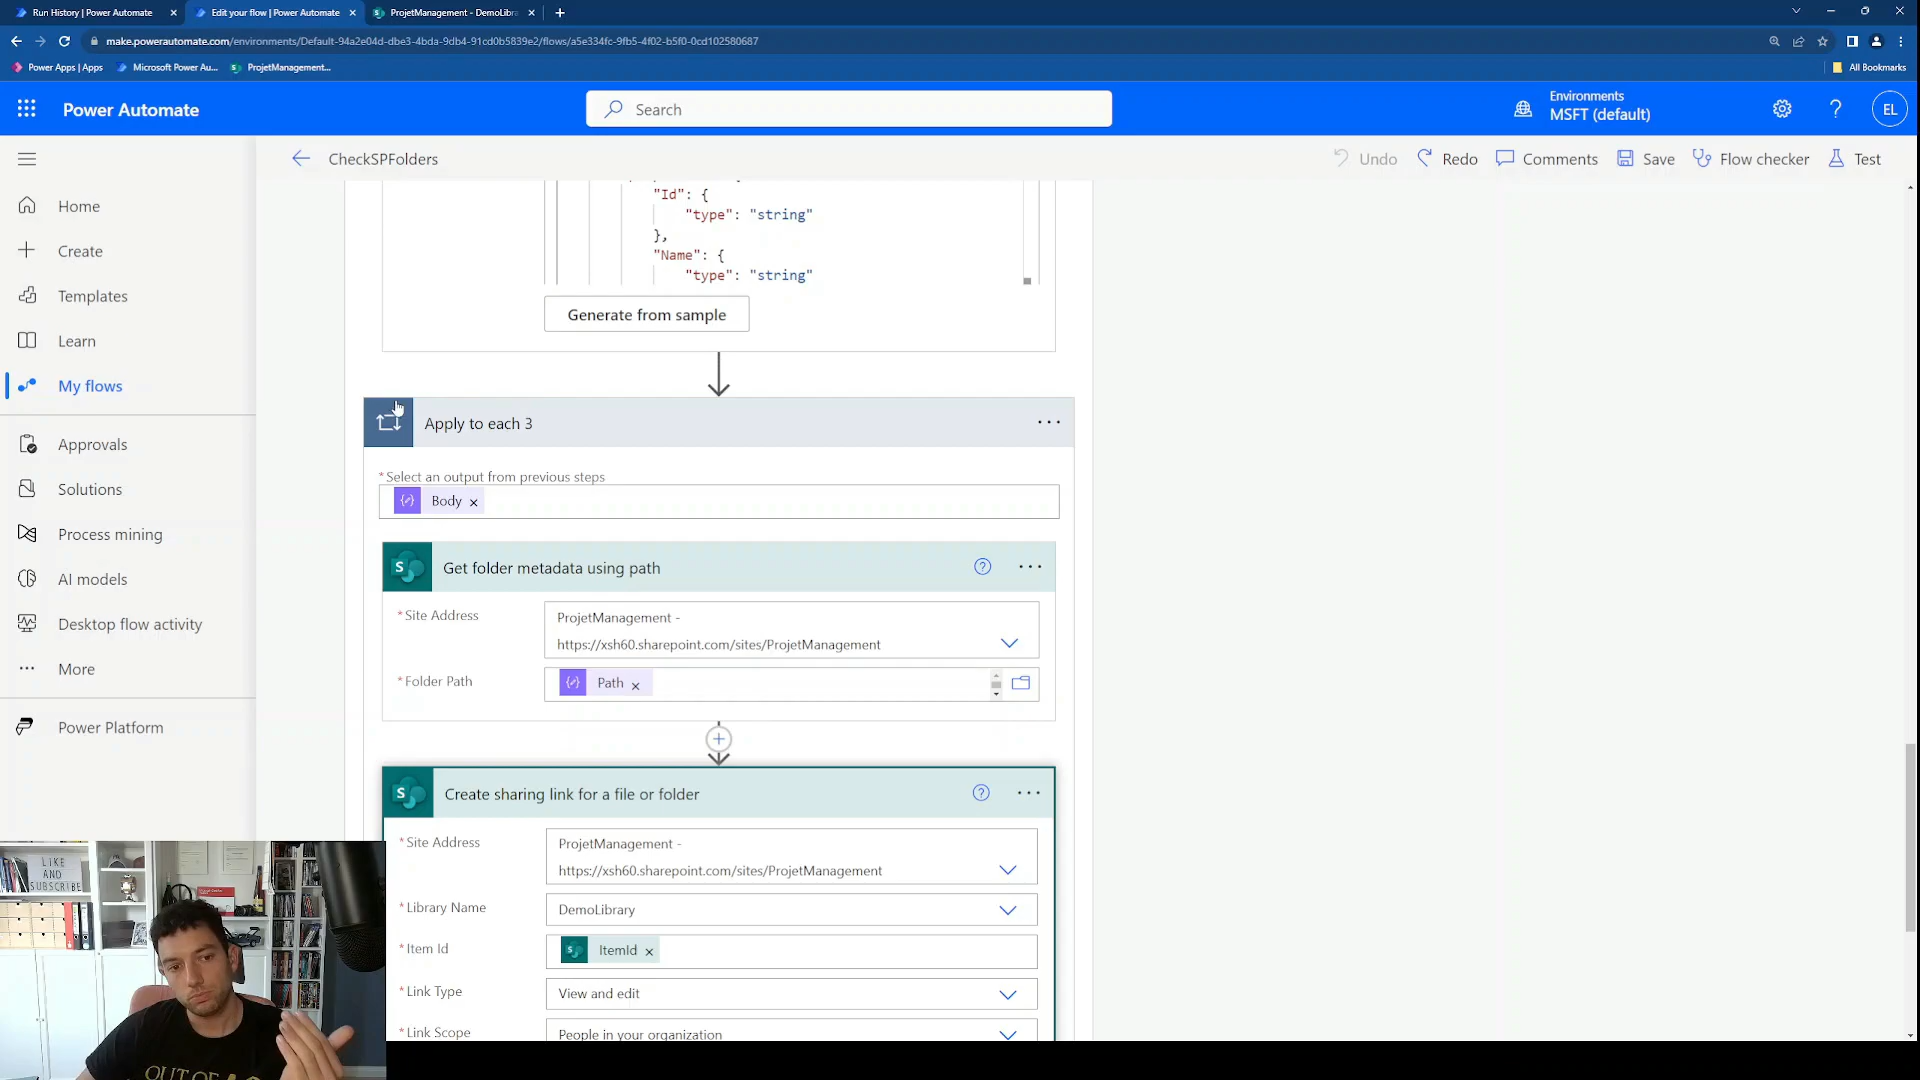 Run History | Power Automate
Edit your flow | Power Automate
ProjetManagement - DemoLibra
make.powerautomate.com/environments/Default-94a2e04d-dbe3-4bda-9db4-91cd0b5839e2/flows/a5e334fc-9fb5-4f02-b5f0-0cd102580687
Power Apps | Apps
Microsoft Power Au...
ProjetManagement...
All Bookmarks
Power Automate
Search
Environments
MSFT (default)
EL
CheckSPFolders
Undo
Redo
Comments
Save
Flow checker
Test
Home
Create
Templates
Learn
My flows
Approvals
Solutions
Process mining
AI models
Desktop flow activity
More
Power Platform
"Id": {
"type": "string"
},
"Name": {
"type": "string"
Generate from sample
Apply to each 3
* Select an output from previous steps
Body
Get folder metadata using path
* Site Address
ProjetManagement -
https://xsh60.sharepoint.com/sites/ProjetManagement
* Folder Path
Path
Create sharing link for a file or folder
* Site Address
ProjetManagement -
https://xsh60.sharepoint.com/sites/ProjetManagement
* Library Name
DemoLibrary
* Item Id
ItemId
* Link Type
View and edit
* Link Scope
People in your organization
LIKE
AND
SUBSCRIBE
OUT OF